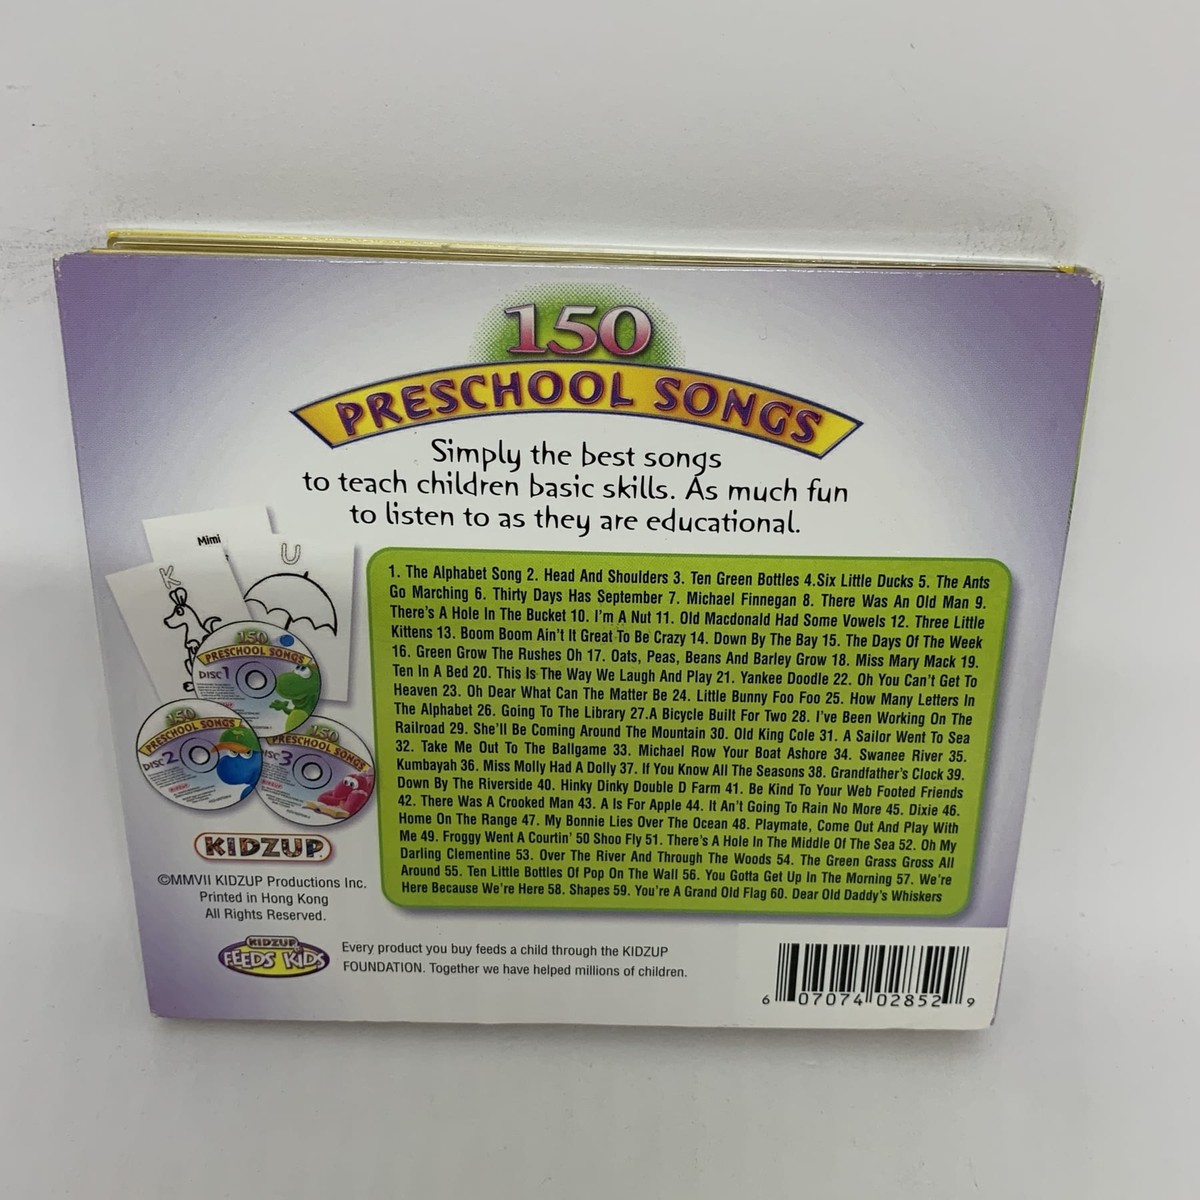 150
PRESCHOOL SONGS
Simply the best songs
to teach children basic skills. As much fun
to listen to as they are educational.
Mimi
U
K
150
PRESCHOOL SONGS
DISC 1
150
PRESCHOOL SONGS
DISC 2
150
PRESCHOOL SONGS
DISC 3
1. The Alphabet Song 2. Head And Shoulders 3. Ten Green Bottles 4.Six Little Ducks 5. The Ants
Go Marching 6. Thirty Days Has September 7. Michael Finnegan 8. There Was An Old Man 9.
There's A Hole In The Bucket 10. I'm A Nut 11. Old Macdonald Had Some Vowels 12. Three Little
Kittens 13. Boom Boom Ain't It Great To Be Crazy 14. Down By The Bay 15. The Days Of The Week
16. Green Grow The Rushes Oh 17. Oats, Peas, Beans And Barley Grow 18. Miss Mary Mack 19.
Ten In A Bed 20. This Is The Way We Laugh And Play 21. Yankee Doodle 22. Oh You Can't Get To
Heaven 23. Oh Dear What Can The Matter Be 24. Little Bunny Foo Foo 25. How Many Letters In
The Alphabet 26. Going To The Library 27.A Bicycle Built For Two 28. I've Been Working On The
Railroad 29. She'll Be Coming Around The Mountain 30. Old King Cole 31. A Sailor Went To Sea
32. Take Me Out To The Ballgame 33. Michael Row Your Boat Ashore 34. Swanee River 35.
Kumbayah 36. Miss Molly Had A Dolly 37. If You Know All The Seasons 38. Grandfather's Clock 39.
Down By The Riverside 40. Hinky Dinky Double D Farm 41. Be Kind To Your Web Footed Friends
42. There Was A Crooked Man 43. A Is For Apple 44. It An't Going To Rain No More 45. Dixie 46.
Home On The Range 47. My Bonnie Lies Over The Ocean 48. Playmate, Come Out And Play With
Me 49. Froggy Went A Courtin' 50 Shoo Fly 51. There's A Hole In The Middle Of The Sea 52. Oh My
Darling Clementine 53. Over The River And Through The Woods 54. The Green Grass Gross All
Around 55. Ten Little Bottles Of Pop On The Wall 56. You Gotta Get Up In The Morning 57. We're
Here Because We're Here 58. Shapes 59. You're A Grand Old Flag 60. Dear Old Daddy's Whiskers
KIDZUP
©MMVII KIDZUP Productions Inc.
Printed in Hong Kong
All Rights Reserved.
KIDZUP
FEEDS KIDS
Every product you buy feeds a child through the KIDZUP
FOUNDATION. Together we have helped millions of children.
6 07074 02852 9